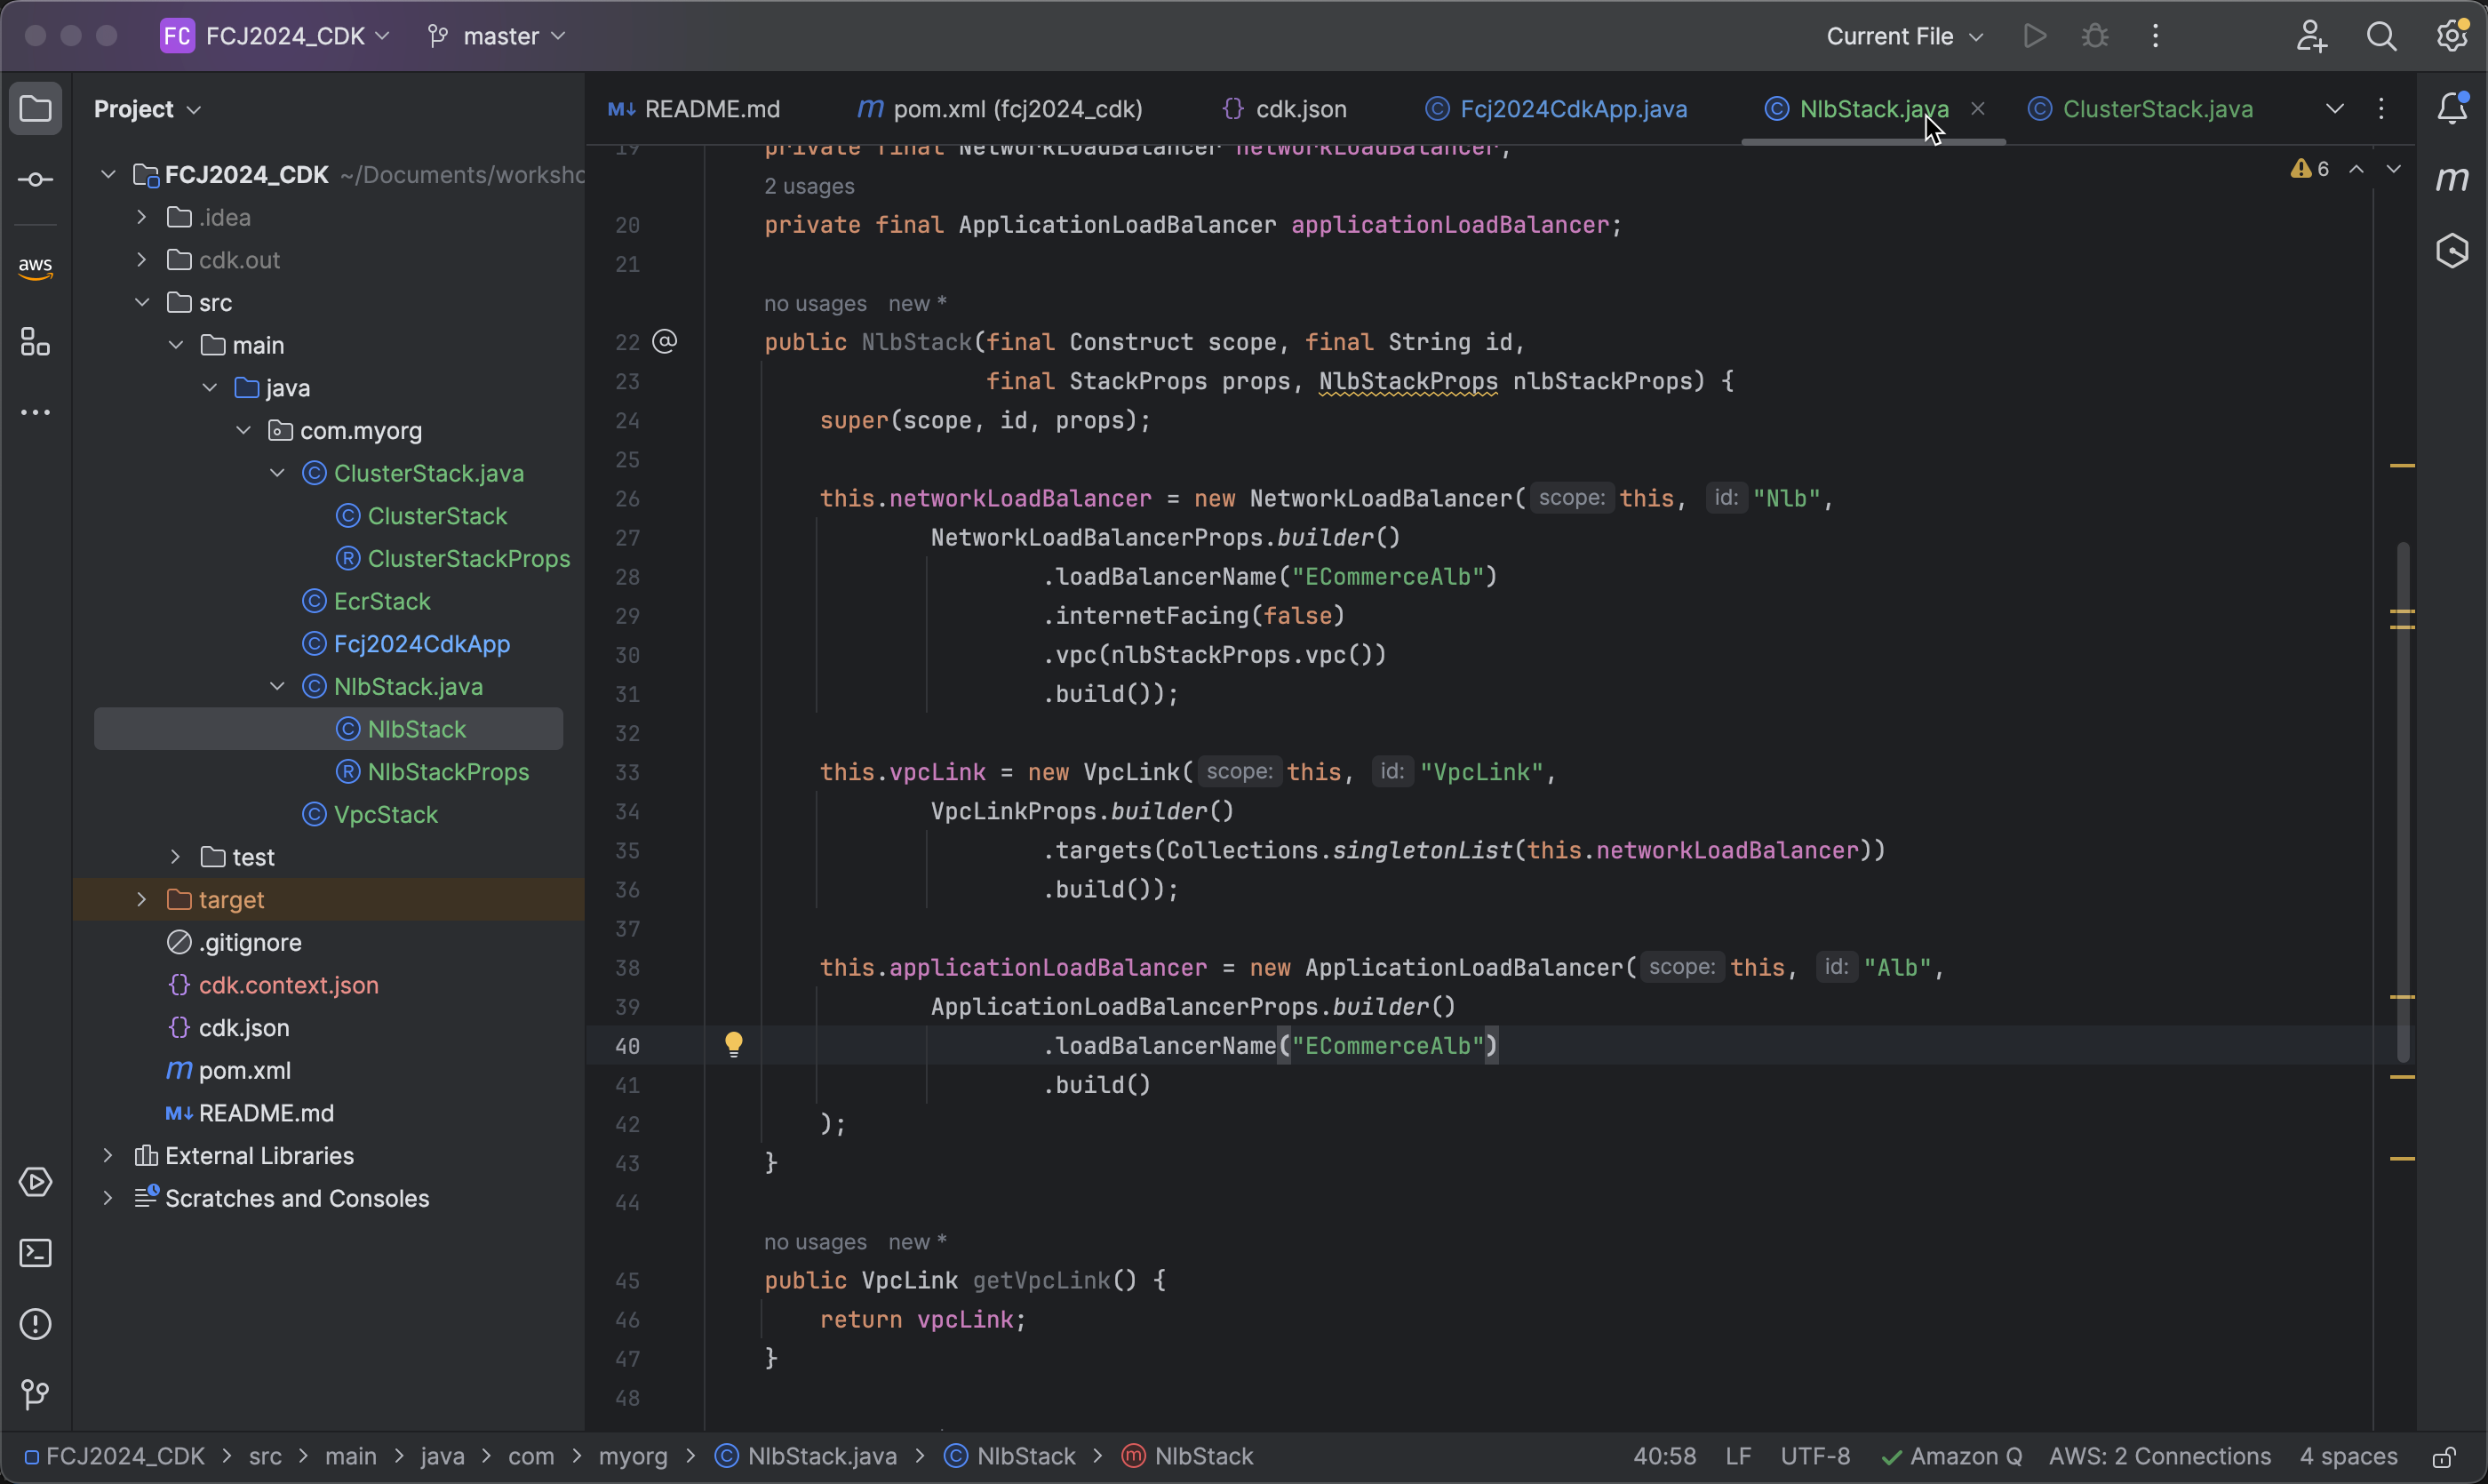 FC FCJ2024_CDK master Current File
Project
README.md pom.xml (fcj2024_cdk) cdk.json Fcj2024CdkApp.java NlbStack.java ClusterStack.java
FCJ2024_CDK ~/Documents/worksho
.idea
cdk.out
aws
src
main
java
com.myorg
ClusterStack.java
ClusterStack
ClusterStackProps
EcrStack
Fcj2024CdkApp
NlbStack.java
NlbStack
NlbStackProps
VpcStack
test
target
.gitignore
cdk.context.json
cdk.json
pom.xml
README.md
External Libraries
Scratches and Consoles
6
19 private final NetworkLoadBalancer networkLoadBalancer;
2 usages
20 private final ApplicationLoadBalancer applicationLoadBalancer;
21
no usages new *
22 public NlbStack(final Construct scope, final String id,
23 final StackProps props, NlbStackProps nlbStackProps) {
24 super(scope, id, props);
25
26 this.networkLoadBalancer = new NetworkLoadBalancer( scope: this, id: "Nlb",
27 NetworkLoadBalancerProps.builder()
28 .loadBalancerName("ECommerceAlb")
29 .internetFacing(false)
30 .vpc(nlbStackProps.vpc())
31 .build());
32
33 this.vpcLink = new VpcLink( scope: this, id: "VpcLink",
34 VpcLinkProps.builder()
35 .targets(Collections.singletonList(this.networkLoadBalancer))
36 .build());
37
38 this.applicationLoadBalancer = new ApplicationLoadBalancer( scope: this, id: "Alb",
39 ApplicationLoadBalancerProps.builder()
40 .loadBalancerName("ECommerceAlb")
41 .build()
42 );
43 }
44
no usages new *
45 public VpcLink getVpcLink() {
46 return vpcLink;
47 }
48
FCJ2024_CDK > src > main > java > com > myorg > NlbStack.java > NlbStack > NlbStack 40:58 LF UTF-8 Amazon Q AWS: 2 Connections 4 spaces